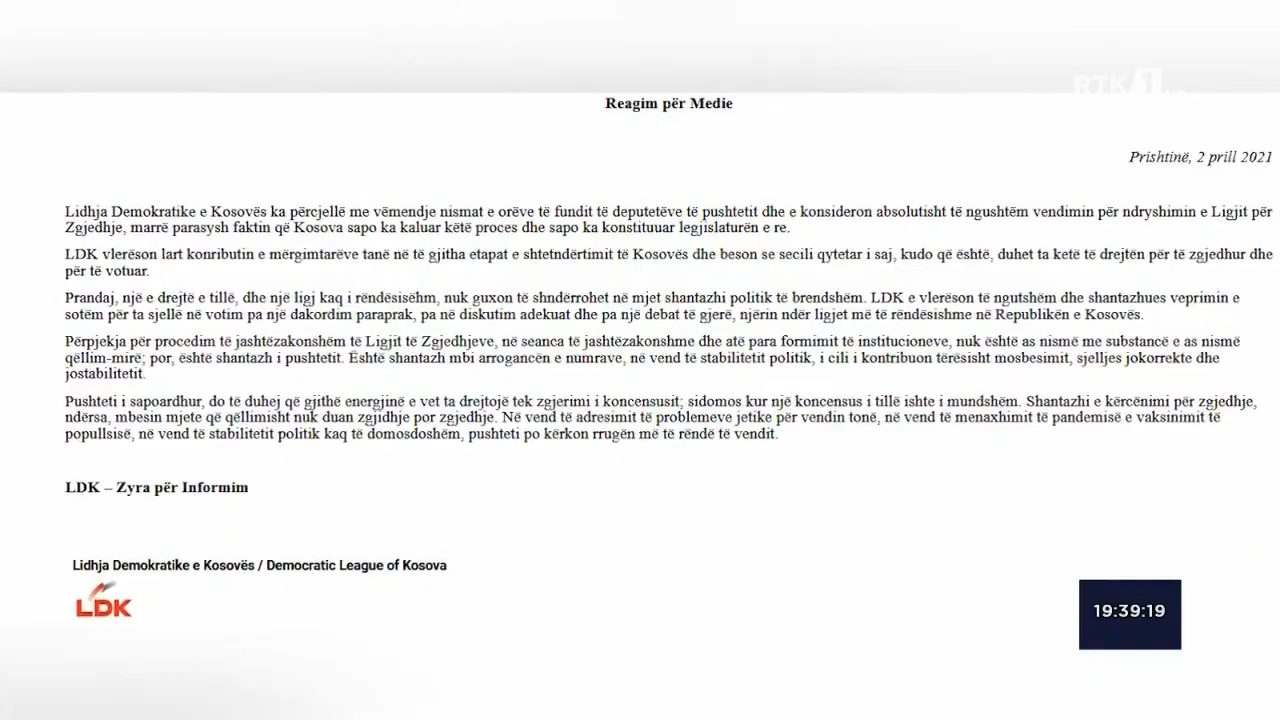 RTK 1
Reagim për Medie
Prishtinë, 2 prill 2021
Lidhja Demokratike e Kosovës ka përcjellë me vëmendje nismat e orëve të fundit të deputetëve të pushtetit dhe e konsideron absolutisht të ngushtëm vendimin për ndryshimin e Ligjit për
Zgjedhje, marrë parasysh faktin që Kosova sapo ka kaluar këtë proces dhe sapo ka konstituuar legjislaturën e re.
LDK vlerëson lart konributin e mërgimtarëve tanë në të gjitha etapat e shtetndërtimit të Kosovës dhe beson se secili qytetar i saj, kudo që është, duhet ta ketë të drejtën për të zgjedhur dhe
për të votuar.
Prandaj, një e drejtë e tillë, dhe një ligj kaq i rëndësisëhm, nuk guxon të shndërrohet në mjet shantazhi politik të brendshëm. LDK e vlerëson të ngutshëm dhe shantazhues veprimin e
sotëm për ta sjellë në votim pa një dakordim paraprak, pa në diskutim adekuat dhe pa një debat të gjerë, njërin ndër ligjet më të rëndësishme në Republikën e Kosovës.
Përpjekja për procedim të jashtëzakonshëm të Ligjit të Zgjedhjeve, në seanca të jashtëzakonshme dhe atë para formimit të institucioneve, nuk është as nismë me substancë e as nismë
qëllim-mirë; por, është shantazh i pushtetit. Është shantazh mbi arrogancën e numrave, në vend të stabilitetit politik, i cili i kontribuon tërësisht mosbesimit, sjelljes jokorrekte dhe
jostabilitetit.
Pushteti i sapoardhur, do të duhej që gjithë energjinë e vet ta drejtojë tek zgjerimi i koncensusit; sidomos kur një koncensus i tillë ishte i mundshëm. Shantazhi e kërcënimi për zgjedhje,
ndërsa, mbesin mjete që qëllimisht nuk duan zgjidhje por zgjedhje. Në vend të adresimit të problemeve jetike për vendin tonë, në vend të menaxhimit të pandemisë e vaksinimit të
popullsisë, në vend të stabilitetit politik kaq të domosdoshëm, pushteti po kërkon rrugën më të rëndë të vendit.
LDK – Zyra për Informim
Lidhja Demokratike e Kosovës / Democratic League of Kosova
LDK
19:39:19